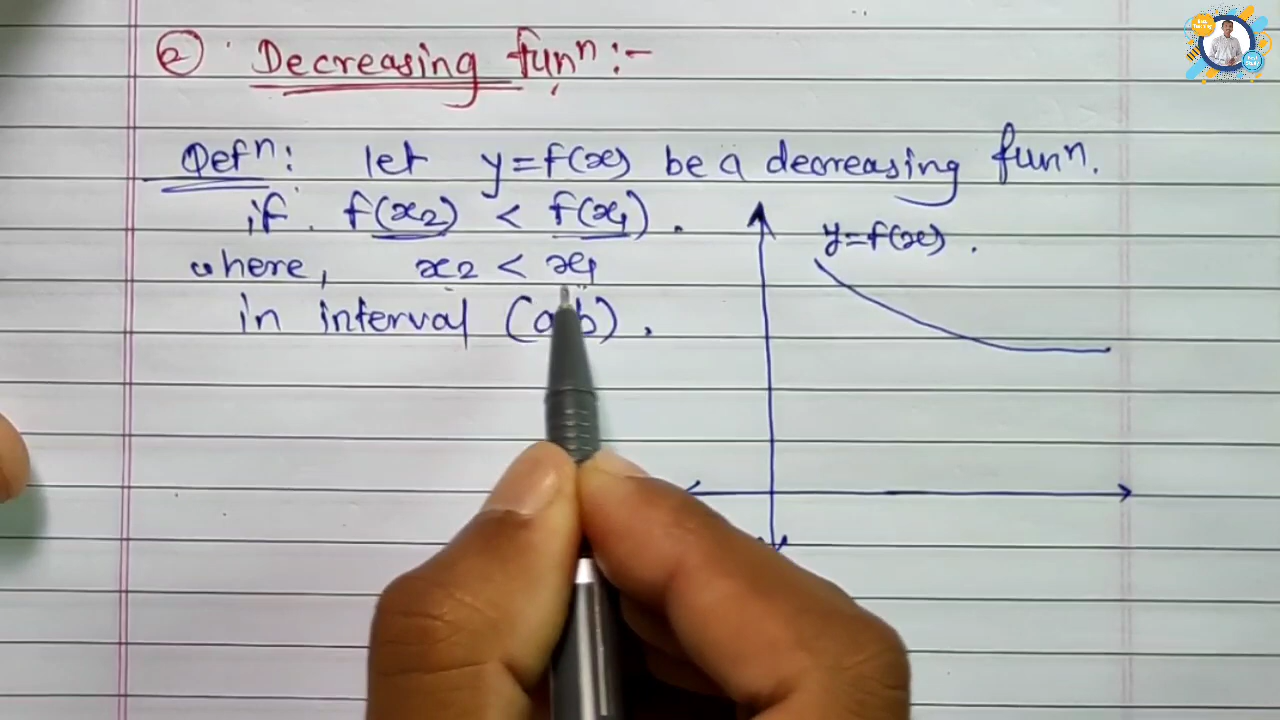 ② Decreasing funⁿ :-
Defⁿ: let y=f(x) be a decreasing funⁿ.
if f(x₂) < f(x₁).
y=f(x).
where, x₂ < x₁
in interval (a,b).